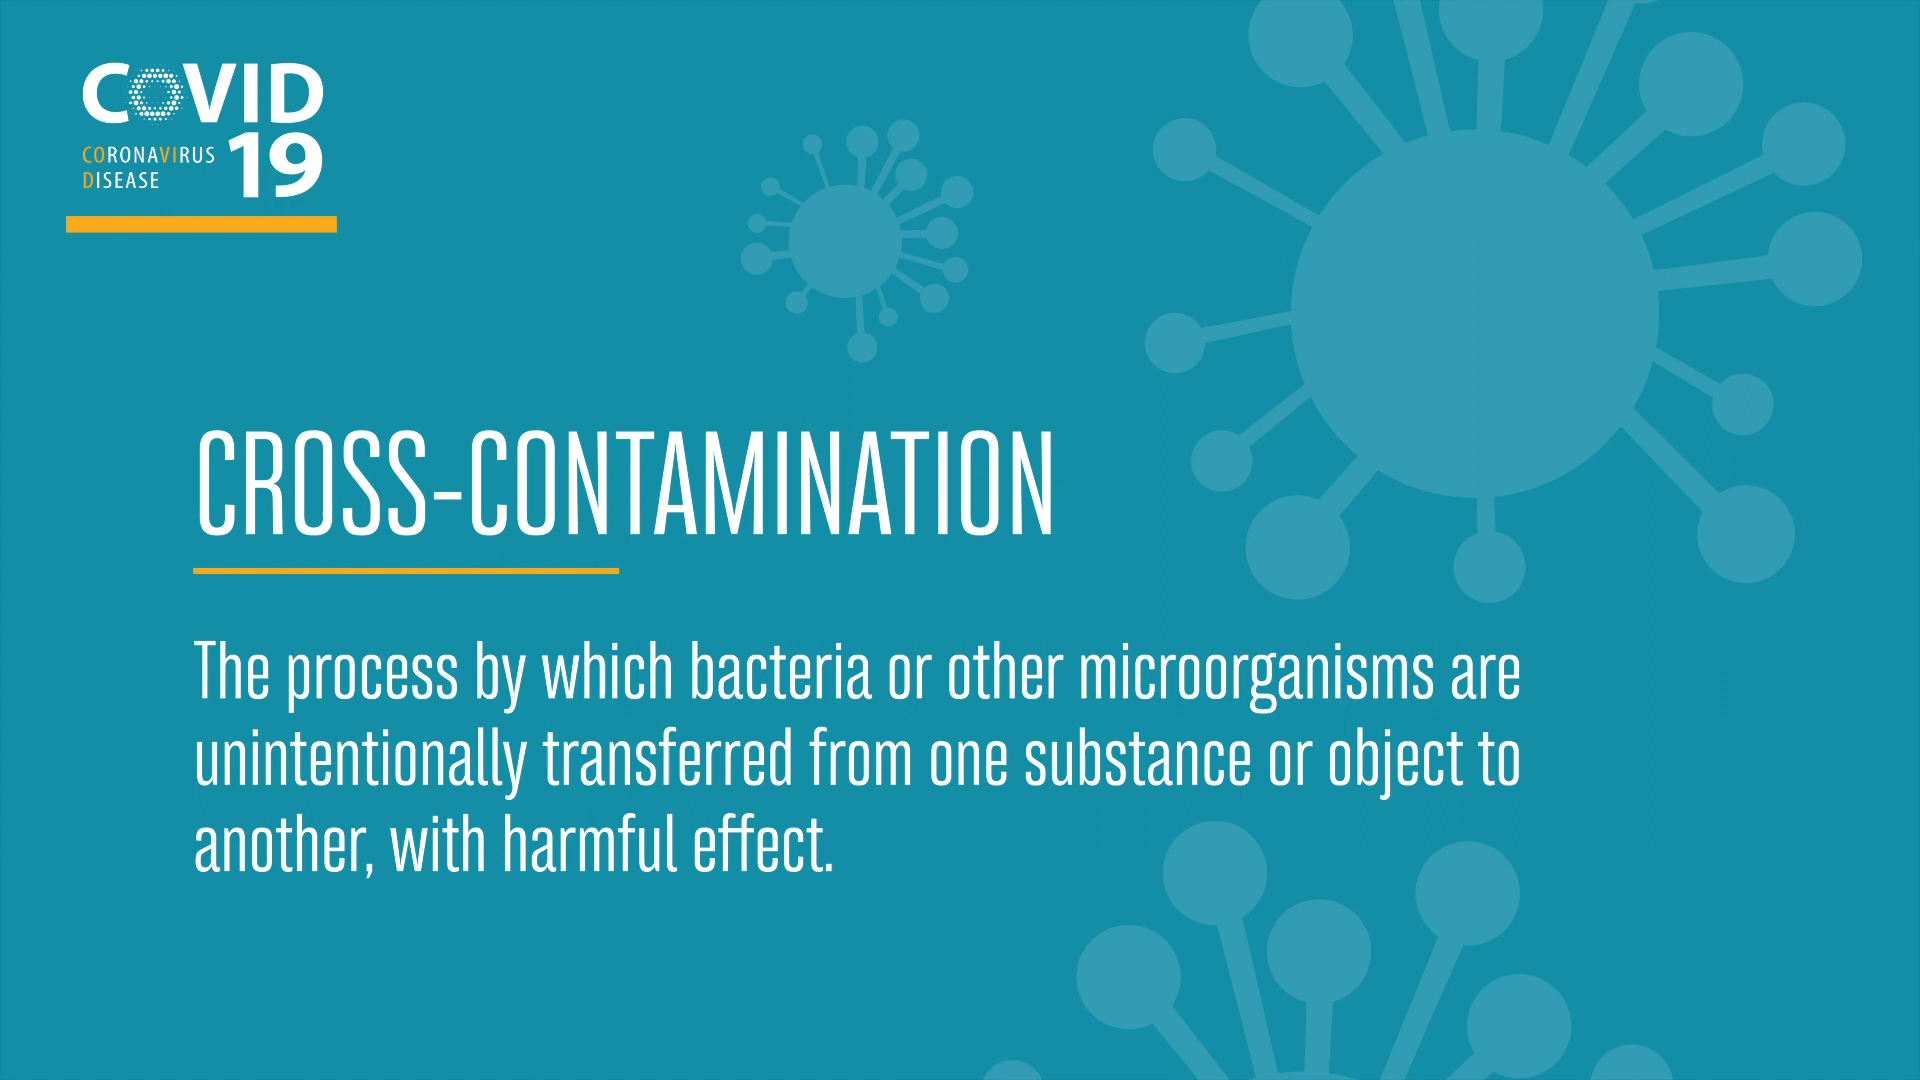 COVID
CORONAVIRUS 19
DISEASE
CROSS-CONTAMINATION
The process by which bacteria or other microorganisms are
unintentionally transferred from one substance or object to
another, with harmful effect.